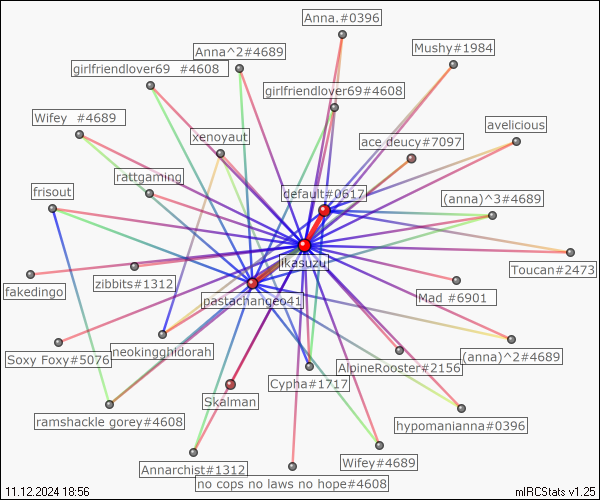 Anna.#0396
Mushy#1984
Anna^2#4689
girlfriendlover69 #4608
girlfriendlover69#4608
Wifey #4689
avelicious
xenoyaut
ace deucy#7097
rattgaming
frisout
default#0617
(anna)^3#4689
ikasuzu
Toucan#2473
zibbits#1312
fakedingo
pastachangeo41
Mad #6901
neokingghidorah
(anna)^2#4689
Soxy Foxy#5076
AlpineRooster#2156
Cypha#1717
Skalman
ramshackle gorey#4608
hypomanianna#0396
Wifey#4689
Annarchist#1312
no cops no laws no hope#4608
11.12.2024 18:56
mIRCStats v1.25